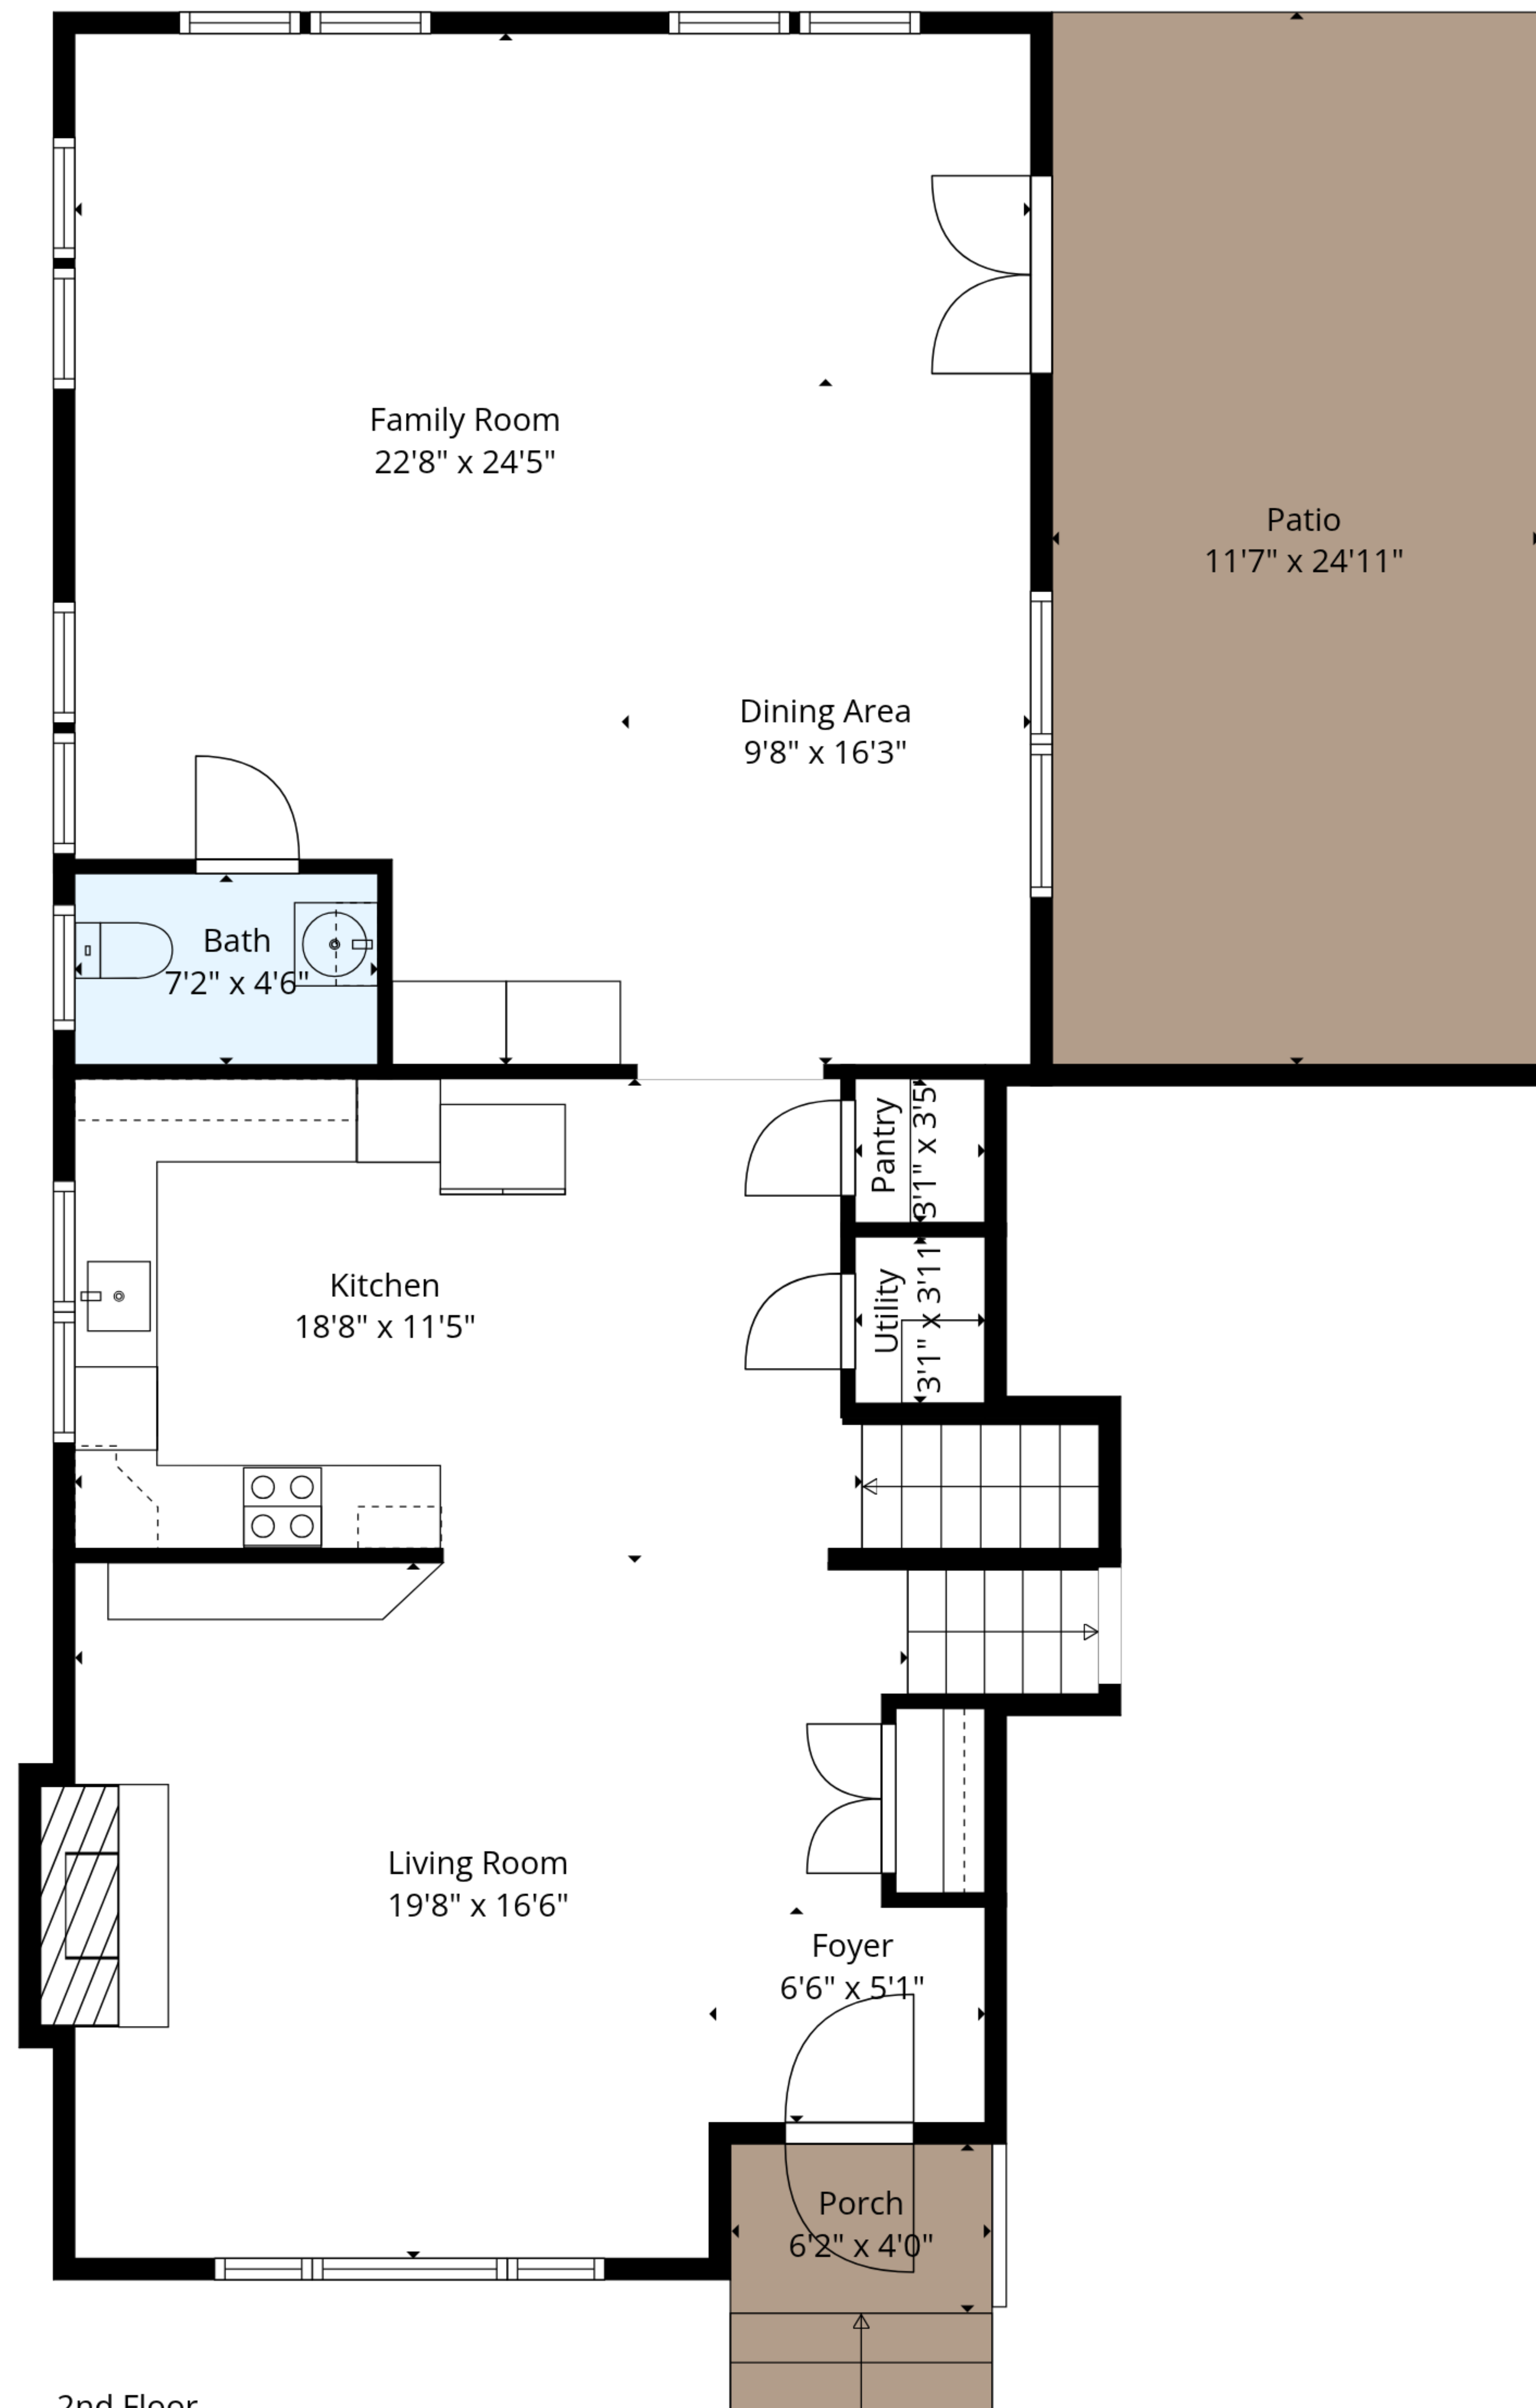 Family Room
22'8" x 24'5"
Patio
11'7" x 24'11"
Dining Area
9'8" x 16'3"
Bath
7'2" x 4'6"
Pantry
3'1" x 3'5"
Kitchen
18'8" x 11'5"
Utility
3'1" x 3'11"
Living Room
19'8" x 16'6"
Foyer
6'6" x 5'1"
Porch
6'2" x 4'0"
2nd Floor